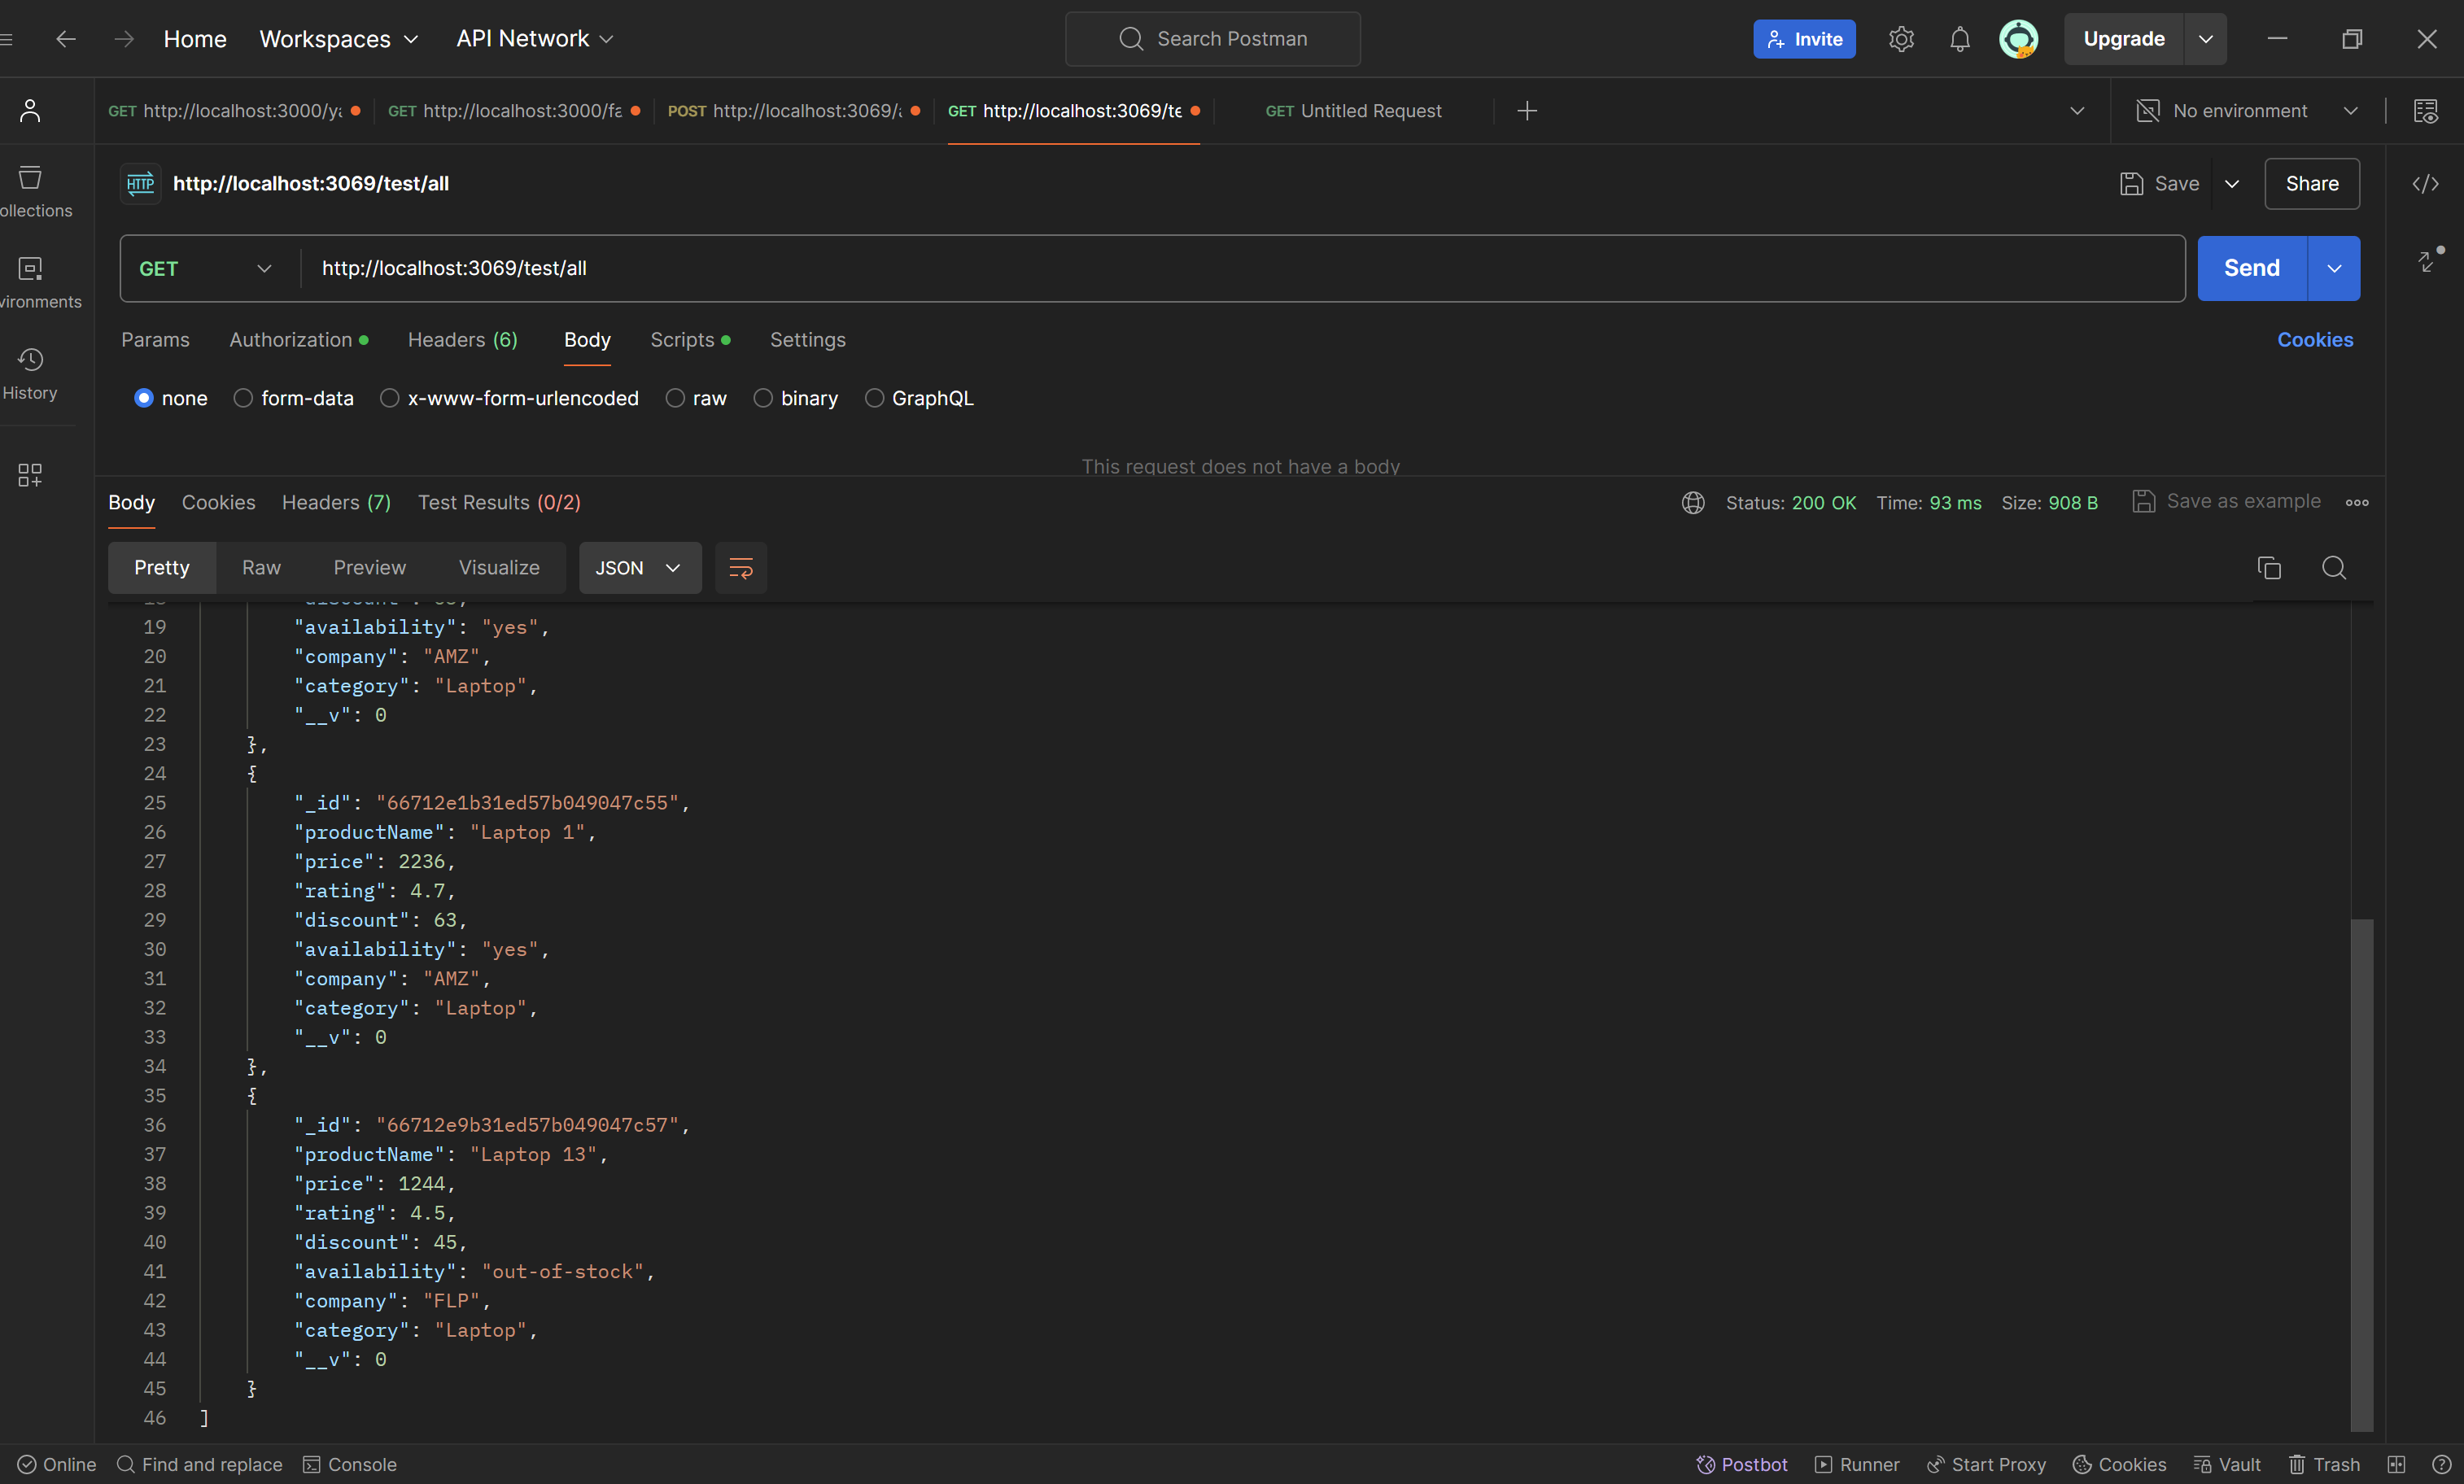 Home Workspaces API Network Search Postman Invite Upgrade
GET http://localhost:3000/ya GET http://localhost:3000/fa POST http://localhost:3069/a GET http://localhost:3069/te GET Untitled Request No environment
HTTP http://localhost:3069/test/all Save Share
ollections
GET http://localhost:3069/test/all Send
vironments
Params Authorization Headers (6) Body Scripts Settings Cookies
History
none form-data x-www-form-urlencoded raw binary GraphQL
This request does not have a body
Body Cookies Headers (7) Test Results (0/2) Status: 200 OK Time: 93 ms Size: 908 B Save as example
Pretty Raw Preview Visualize JSON
19 "availability": "yes",
20 "company": "AMZ",
21 "category": "Laptop",
22 "__v": 0
23 },
24 {
25 "_id": "66712e1b31ed57b049047c55",
26 "productName": "Laptop 1",
27 "price": 2236,
28 "rating": 4.7,
29 "discount": 63,
30 "availability": "yes",
31 "company": "AMZ",
32 "category": "Laptop",
33 "__v": 0
34 },
35 {
36 "_id": "66712e9b31ed57b049047c57",
37 "productName": "Laptop 13",
38 "price": 1244,
39 "rating": 4.5,
40 "discount": 45,
41 "availability": "out-of-stock",
42 "company": "FLP",
43 "category": "Laptop",
44 "__v": 0
45 }
46 ]
Online Find and replace Console Postbot Runner Start Proxy Cookies Vault Trash